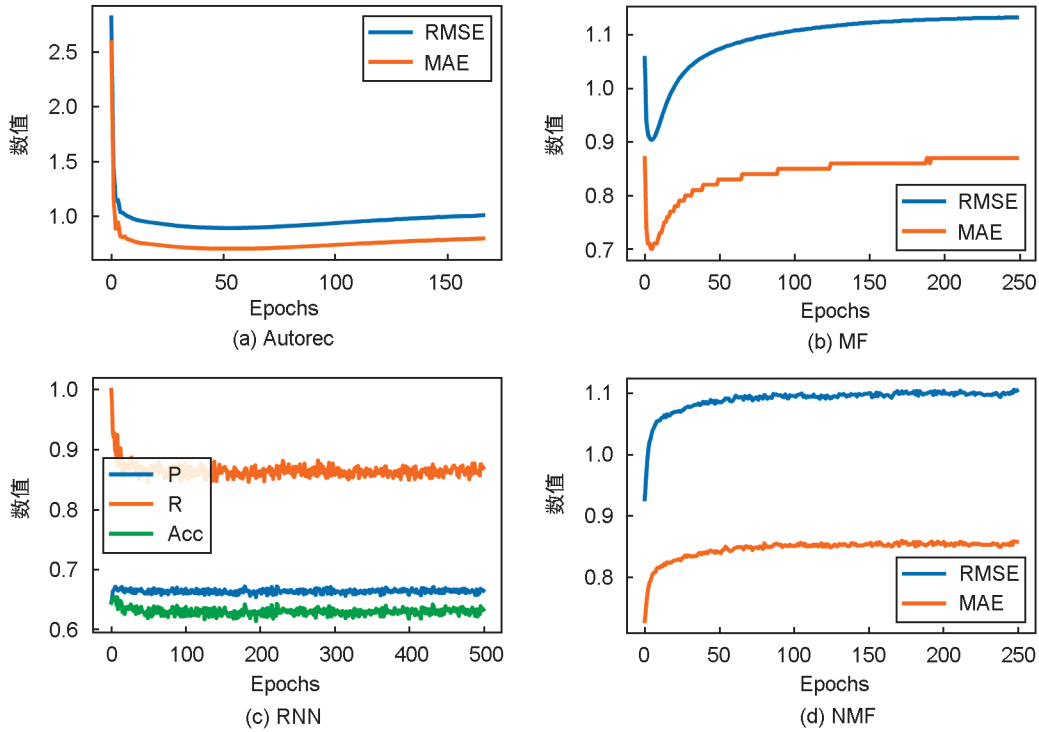 2.5
2.0
1.5
1.0
数值
RMSE
MAE
0 50 100 150
Epochs
(a) Autorec
1.1
1.0
0.9
0.8
0.7
数值
RMSE
MAE
0 50 100 150 200 250
Epochs
(b) MF
1.0
0.9
0.8
0.7
0.6
数值
P
R
Acc
0 100 200 300 400 500
Epochs
(c) RNN
1.1
1.0
0.9
0.8
数值
RMSE
MAE
0 50 100 150 200 250
Epochs
(d) NMF